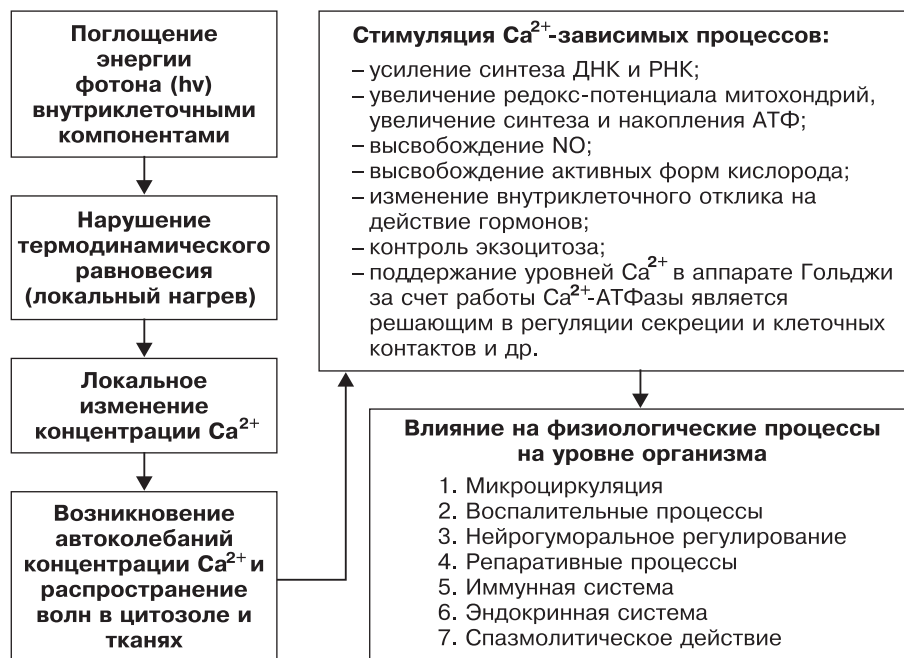 Поглощение
энергии
фотона (hv)
внутриклеточными
компонентами
Нарушение
термодинамического
равновесия
(локальный нагрев)
Локальное
изменение
концентрации Ca²⁺
Возникновение
автоколебаний
концентрации Ca²⁺ и
распространение
волн в цитозоле и
тканях
Стимуляция Ca²⁺-зависимых процессов:
– усиление синтеза ДНК и РНК;
– увеличение редокс-потенциала митохондрий,
увеличение синтеза и накопления АТФ;
– высвобождение NO;
– высвобождение активных форм кислорода;
– изменение внутриклеточного отклика на
действие гормонов;
– контроль экзоцитоза;
– поддержание уровней Ca²⁺ в аппарате Гольджи
за счет работы Ca²⁺-АТФазы является
решающим в регуляции секреции и клеточных
контактов и др.
Влияние на физиологические процессы
на уровне организма
1. Микроциркуляция
2. Воспалительные процессы
3. Нейрогуморальное регулирование
4. Репаративные процессы
5. Иммунная система
6. Эндокринная система
7. Спазмолитическое действие